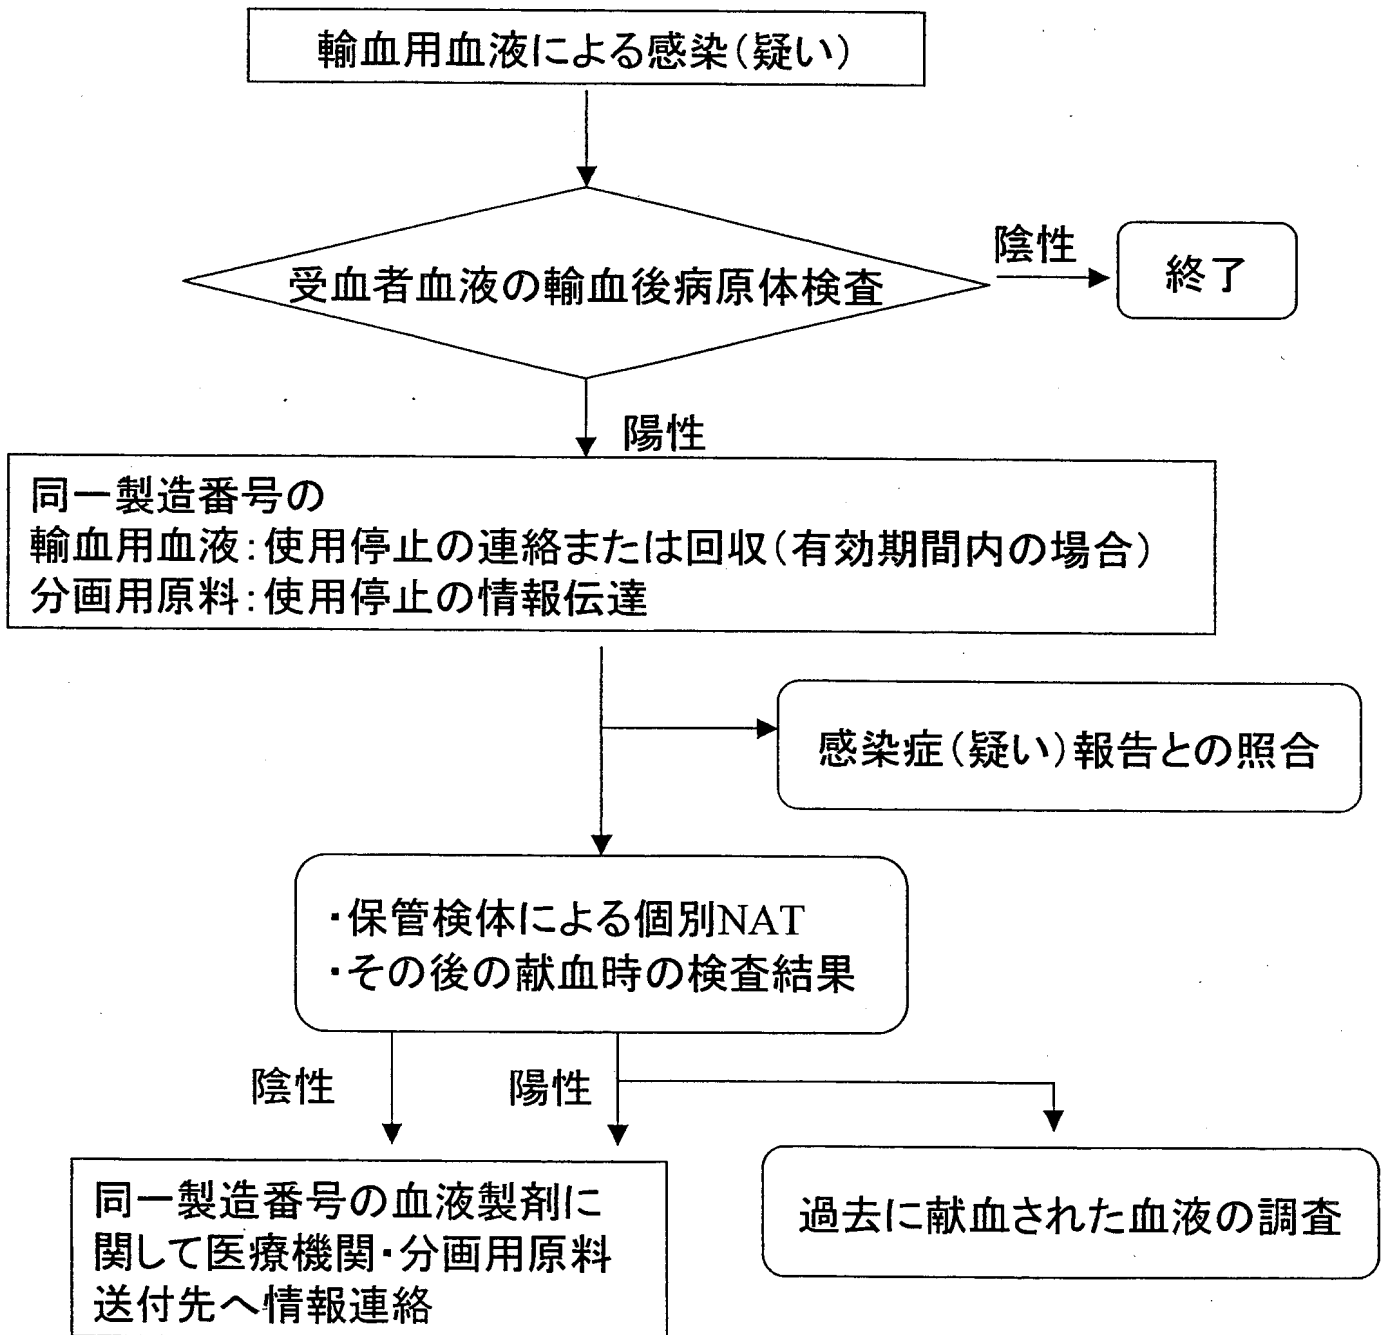 輸血用血液による感染(疑い)
受血者血液の輸血後病原体検査
陰性
終了
陽性
同一製造番号の
輸血用血液:使用停止の連絡または回収(有効期間内の場合)
分画用原料:使用停止の情報伝達
感染症(疑い)報告との照合
・保管検体による個別NAT
・その後の献血時の検査結果
陰性
陽性
同一製造番号の血液製剤に
関して医療機関・分画用原料
送付先へ情報連絡
過去に献血された血液の調査